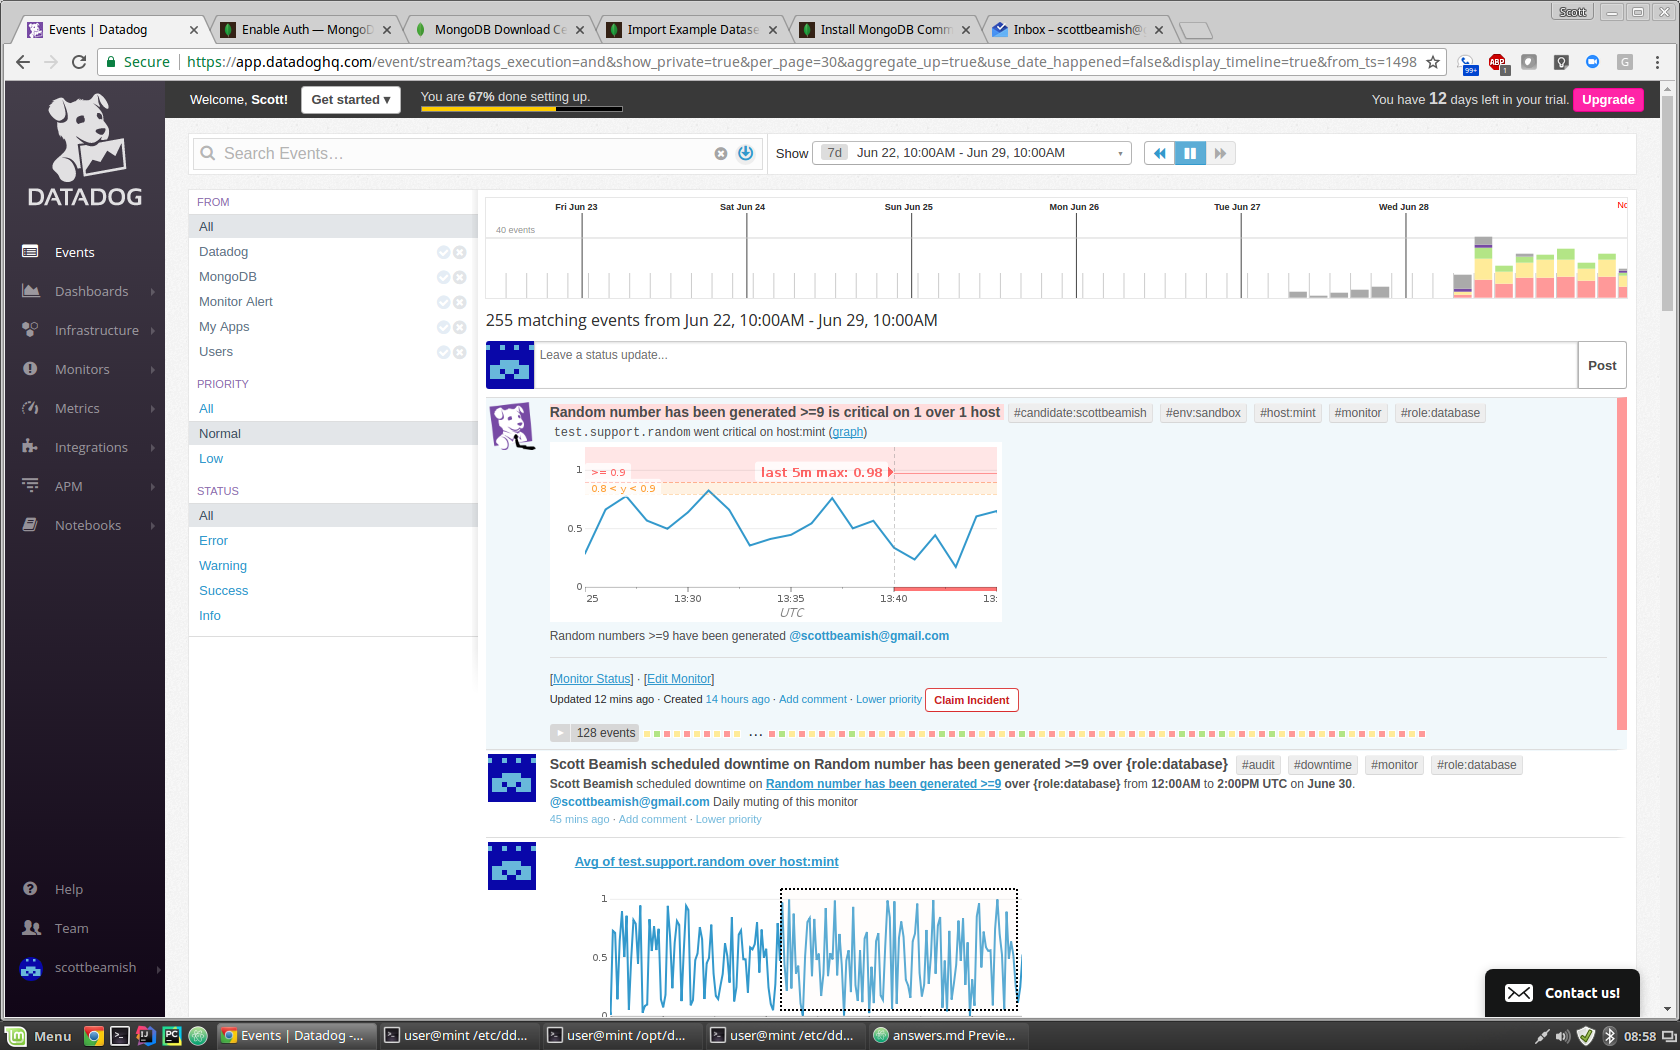 Scott
Events | Datadog
Enable Auth — MongoD
MongoDB Download Ce
Import Example Datase
Install MongoDB Comm
Inbox – scottbeamish@
Secure https://app.datadoghq.com/event/stream?tags_execution=and&show_private=true&per_page=30&aggregate_up=true&use_date_happened=false&display_timeline=true&from_ts=1498
99+
ABP
1
G
DATADOG
Welcome, Scott!
Get started ▾
You are 67% done setting up.
You have 12 days left in your trial.
Upgrade
Events
Dashboards
Infrastructure
Monitors
Metrics
Integrations
APM
Notebooks
Help
Team
scottbeamish
Search Events…
Show
7d Jun 22, 10:00AM - Jun 29, 10:00AM
FROM
All
Datadog
MongoDB
Monitor Alert
My Apps
Users
PRIORITY
All
Normal
Low
STATUS
All
Error
Warning
Success
Info
Fri Jun 23
Sat Jun 24
Sun Jun 25
Mon Jun 26
Tue Jun 27
Wed Jun 28
40 events
255 matching events from Jun 22, 10:00AM - Jun 29, 10:00AM
Leave a status update...
Post
Random number has been generated >=9 is critical on 1 over 1 host #candidate:scottbeamish #env:sandbox #host:mint #monitor #role:database
test.support.random went critical on host:mint (graph)
1
>= 0.9
last 5m max: 0.98
0.8 < y < 0.9
0.5
0
25 13:30 13:35 13:40 13:
UTC
Random numbers >=9 have been generated @scottbeamish@gmail.com
[Monitor Status] · [Edit Monitor]
Updated 12 mins ago · Created 14 hours ago · Add comment · Lower priority Claim Incident
128 events ...
Scott Beamish scheduled downtime on Random number has been generated >=9 over {role:database} #audit #downtime #monitor #role:database
Scott Beamish scheduled downtime on Random number has been generated >=9 over {role:database} from 12:00AM to 2:00PM UTC on June 30.
@scottbeamish@gmail.com Daily muting of this monitor
45 mins ago · Add comment · Lower priority
Avg of test.support.random over host:mint
1
0.5
0
Contact us!
Menu
Events | Datadog -...
user@mint /etc/dd...
user@mint /opt/d...
user@mint /etc/dd...
answers.md Previe...
08:58